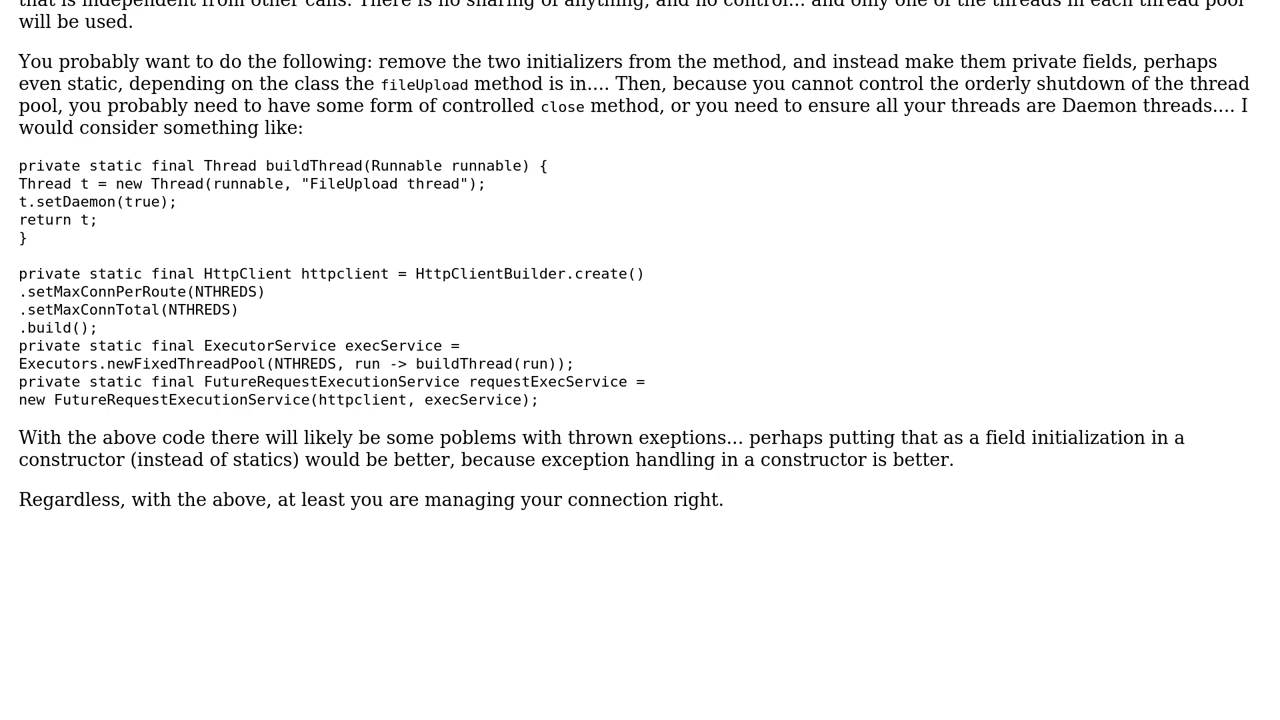 that is independent from other calls. There is no sharing of anything, and no control... and only one of the threads in each thread pool
will be used.
You probably want to do the following: remove the two initializers from the method, and instead make them private fields, perhaps
even static, depending on the class the fileUpload method is in.... Then, because you cannot control the orderly shutdown of the thread
pool, you probably need to have some form of controlled close method, or you need to ensure all your threads are Daemon threads.... I
would consider something like:
private static final Thread buildThread(Runnable runnable) {
Thread t = new Thread(runnable, "FileUpload thread");
t.setDaemon(true);
return t;
}
private static final HttpClient httpclient = HttpClientBuilder.create()
.setMaxConnPerRoute(NTHREDS)
.setMaxConnTotal(NTHREDS)
.build();
private static final ExecutorService execService =
Executors.newFixedThreadPool(NTHREDS, run -> buildThread(run));
private static final FutureRequestExecutionService requestExecService =
new FutureRequestExecutionService(httpclient, execService);
With the above code there will likely be some poblems with thrown exeptions... perhaps putting that as a field initialization in a
constructor (instead of statics) would be better, because exception handling in a constructor is better.
Regardless, with the above, at least you are managing your connection right.